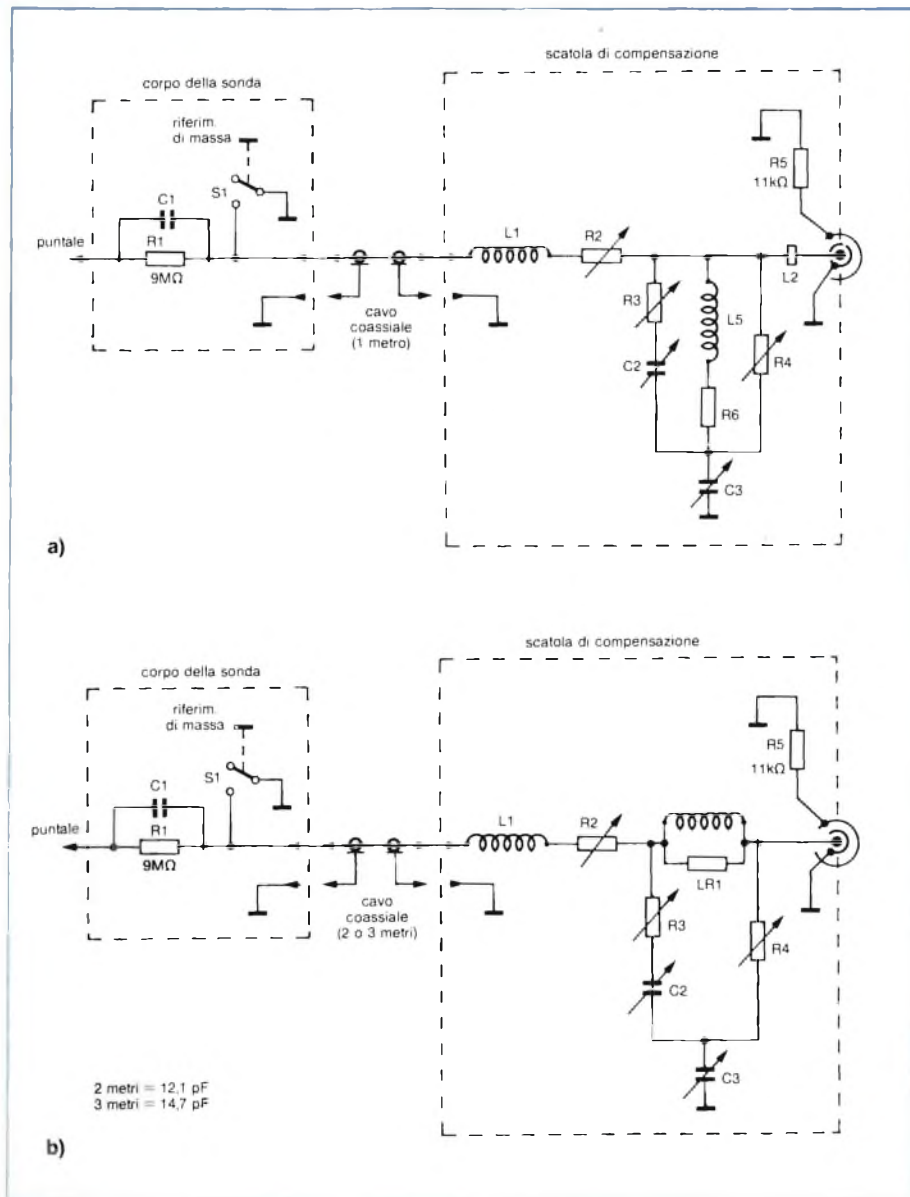 scatola di compensazione
corpo della sonda
riferim.
di massa
S1
C1
R1
9MΩ
puntale
cavo
coassiale
(1 metro)
L1
R2
R3
C2
L5
R6
R4
C3
L2
R5
11kΩ
a)
scatola di compensazione
corpo della sonda
riferim.
di massa
S1
C1
R1
9MΩ
puntale
cavo
coassiale
(2 o 3 metri)
L1
R2
LR1
R3
C2
R4
C3
R5
11kΩ
2 metri = 12,1 pF
3 metri = 14,7 pF
b)